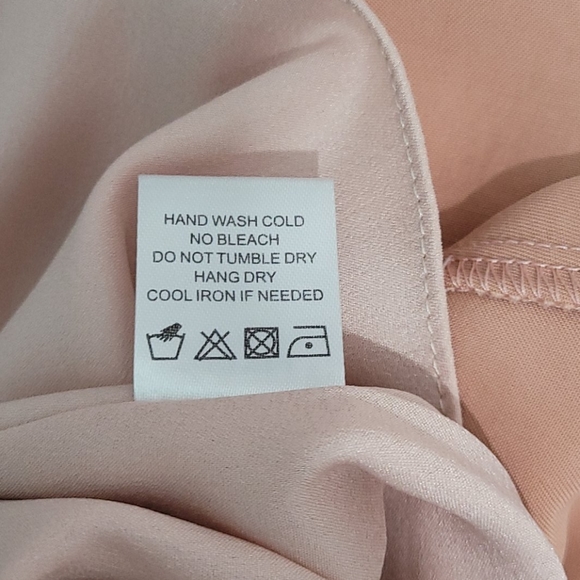 HAND WASH COLD
NO BLEACH
DO NOT TUMBLE DRY
HANG DRY
COOL IRON IF NEEDED